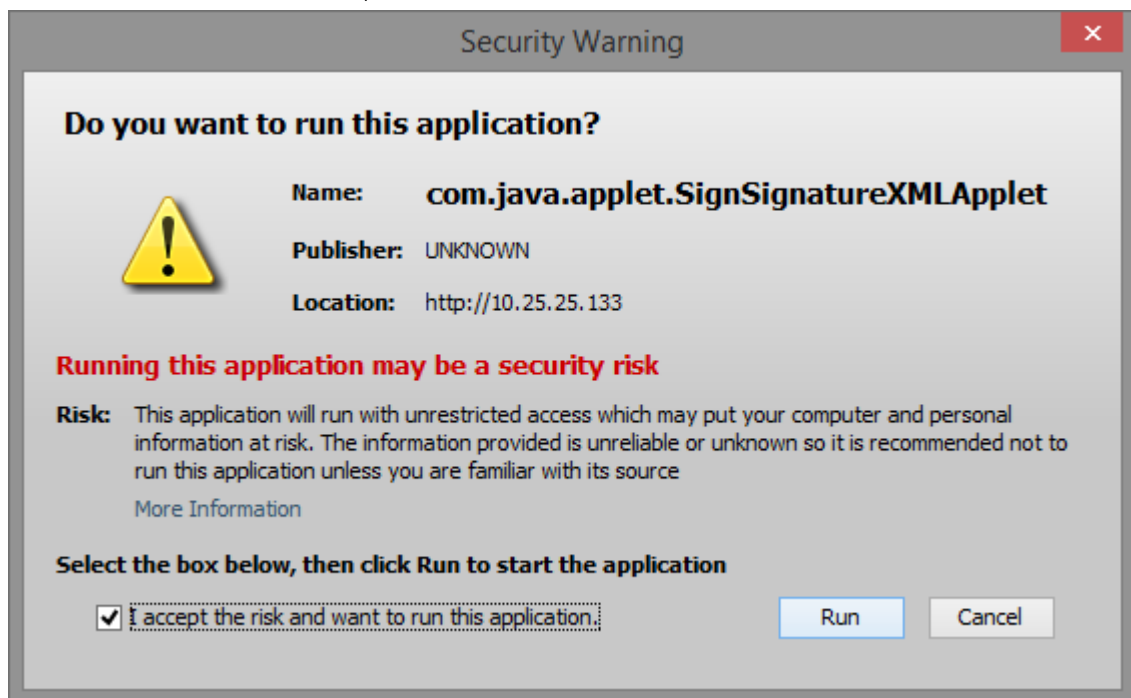 Security Warning
Do you want to run this application?
Name: com.java.applet.SignSignatureXMLApplet
Publisher: UNKNOWN
Location: http://10.25.25.133
Running this application may be a security risk
Risk: This application will run with unrestricted access which may put your computer and personal
information at risk. The information provided is unreliable or unknown so it is recommended not to
run this application unless you are familiar with its source
More Information
Select the box below, then click Run to start the application
I accept the risk and want to run this application.
Run Cancel